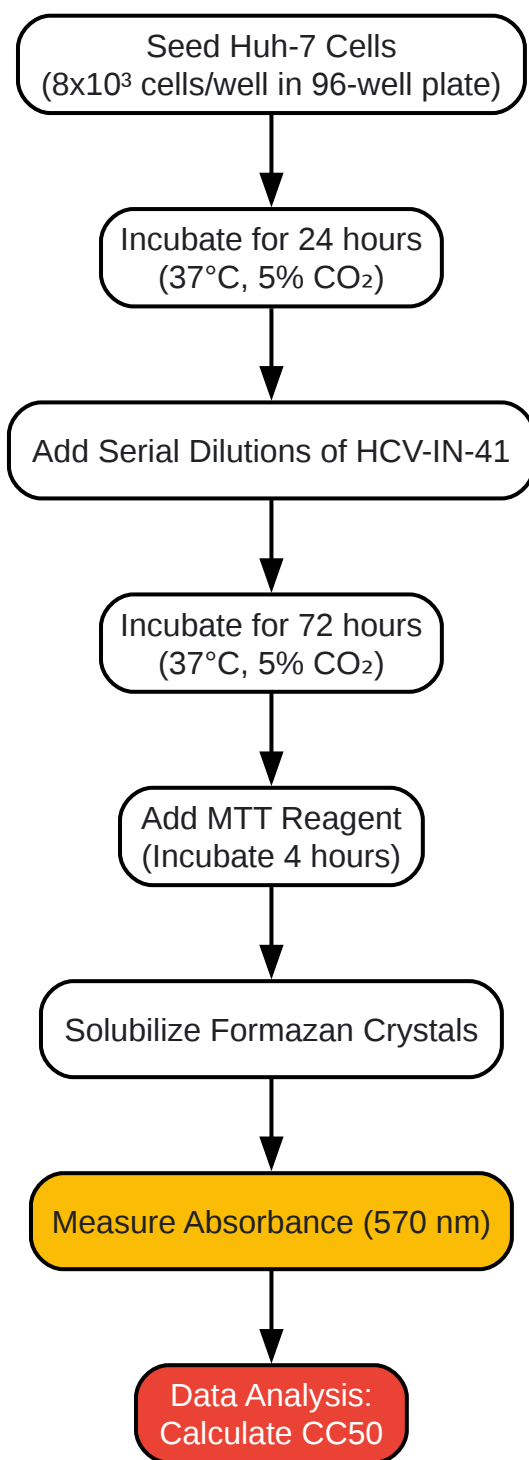 Seed Huh-7 Cells
(8x10³ cells/well in 96-well plate)
Incubate for 24 hours
(37°C, 5% CO₂)
Add Serial Dilutions of HCV-IN-41
Incubate for 72 hours
(37°C, 5% CO₂)
Add MTT Reagent
(Incubate 4 hours)
Solubilize Formazan Crystals
Measure Absorbance (570 nm)
Data Analysis:
Calculate CC50